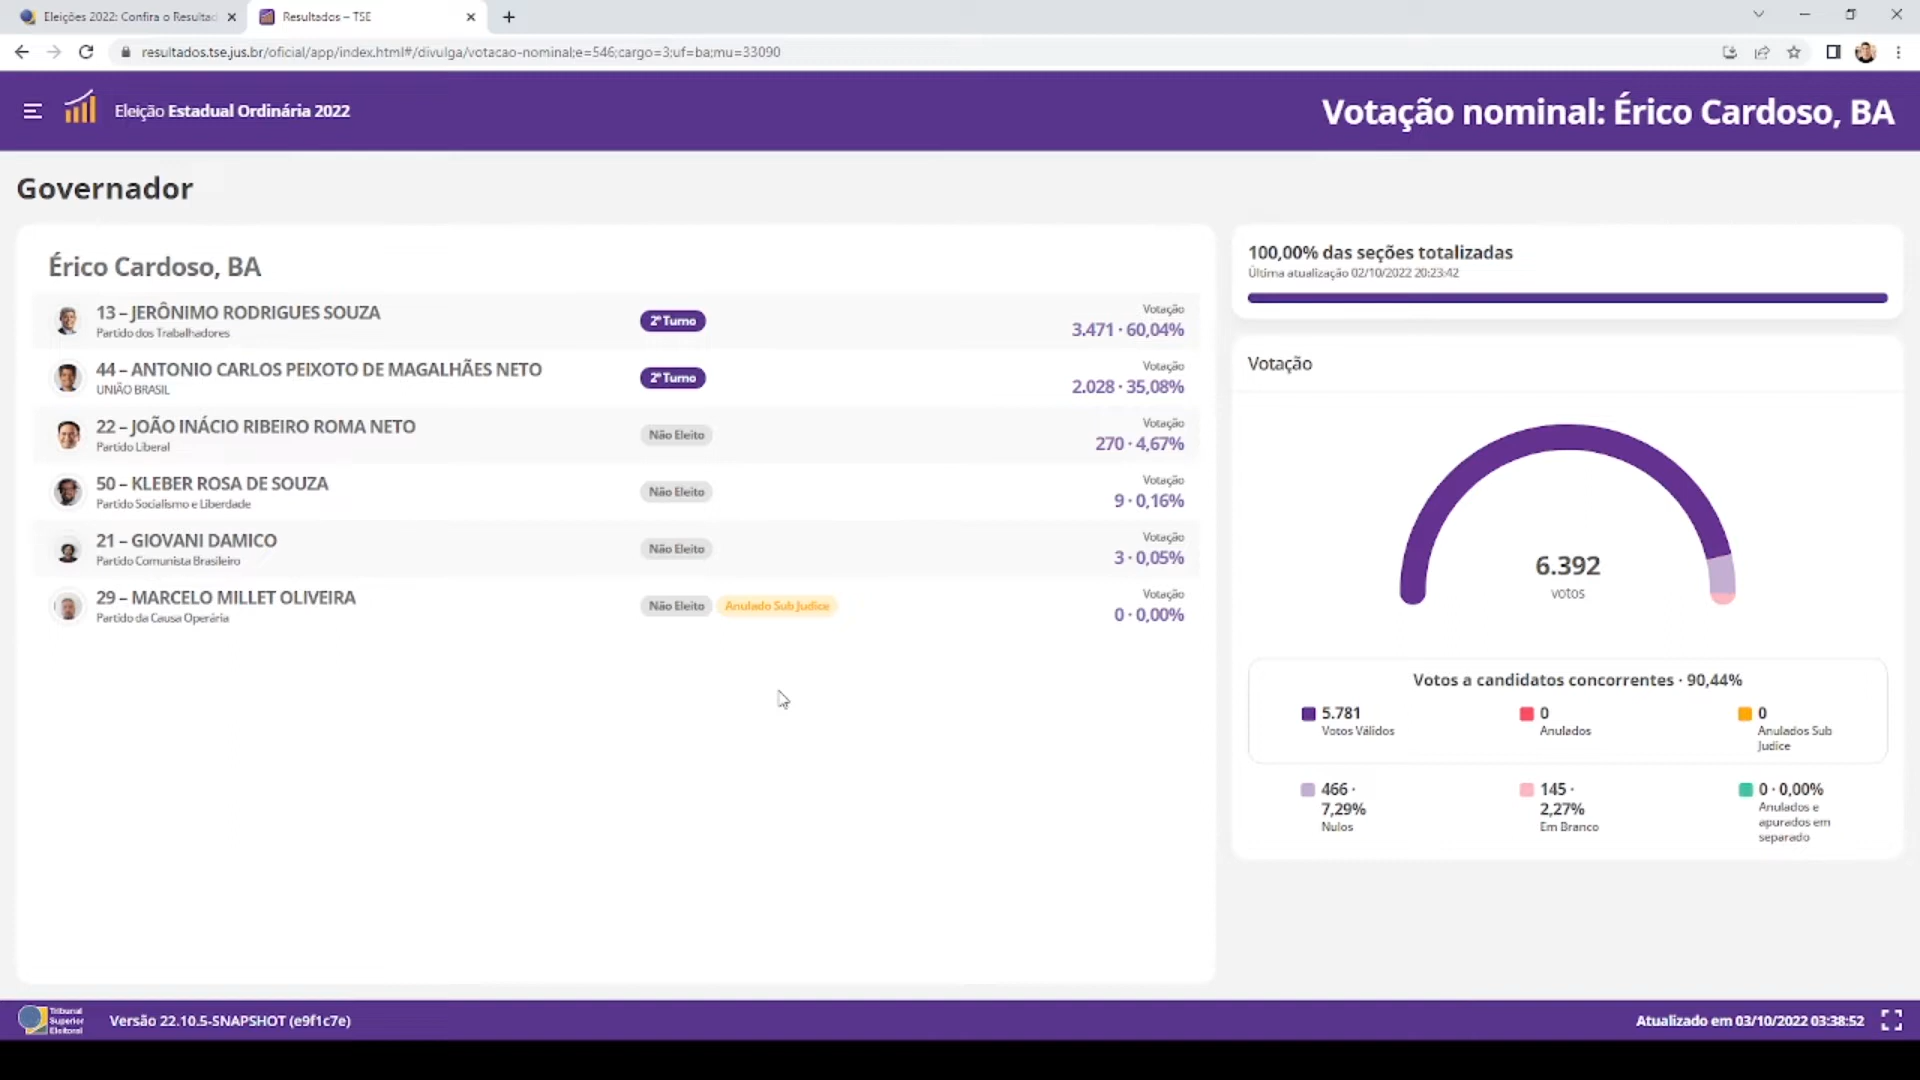 Eleições 2022: Confira o Resultad
Resultados – TSE
resultados.tse.jus.br/oficial/app/index.html#/divulga/votacao-nominal;e=546;cargo=3;uf=ba;mu=33090
Eleição Estadual Ordinária 2022
Votação nominal: Érico Cardoso, BA
Governador
Érico Cardoso, BA
13 – JERÔNIMO RODRIGUES SOUZA
Partido dos Trabalhadores
2º Turno
Votação
3.471 · 60,04%
44 – ANTONIO CARLOS PEIXOTO DE MAGALHÃES NETO
UNIÃO BRASIL
2º Turno
Votação
2.028 · 35,08%
22 – JOÃO INÁCIO RIBEIRO ROMA NETO
Partido Liberal
Não Eleito
Votação
270 · 4,67%
50 – KLEBER ROSA DE SOUZA
Partido Socialismo e Liberdade
Não Eleito
Votação
9 · 0,16%
21 – GIOVANI DAMICO
Partido Comunista Brasileiro
Não Eleito
Votação
3 · 0,05%
29 – MARCELO MILLET OLIVEIRA
Partido da Causa Operária
Não Eleito
Anulado Sub Judice
Votação
0 · 0,00%
100,00% das seções totalizadas
Última atualização 02/10/2022 20:23:42
Votação
6.392
votos
Votos a candidatos concorrentes · 90,44%
5.781
Votos Válidos
0
Anulados
0
Anulados Sub
Judice
466 ·
7,29%
Nulos
145 ·
2,27%
Em Branco
0 · 0,00%
Anulados e
apurados em
separado
Tribunal
Superior
Eleitoral
Versão 22.10.5-SNAPSHOT (e9f1c7e)
Atualizado em 03/10/2022 03:38:52